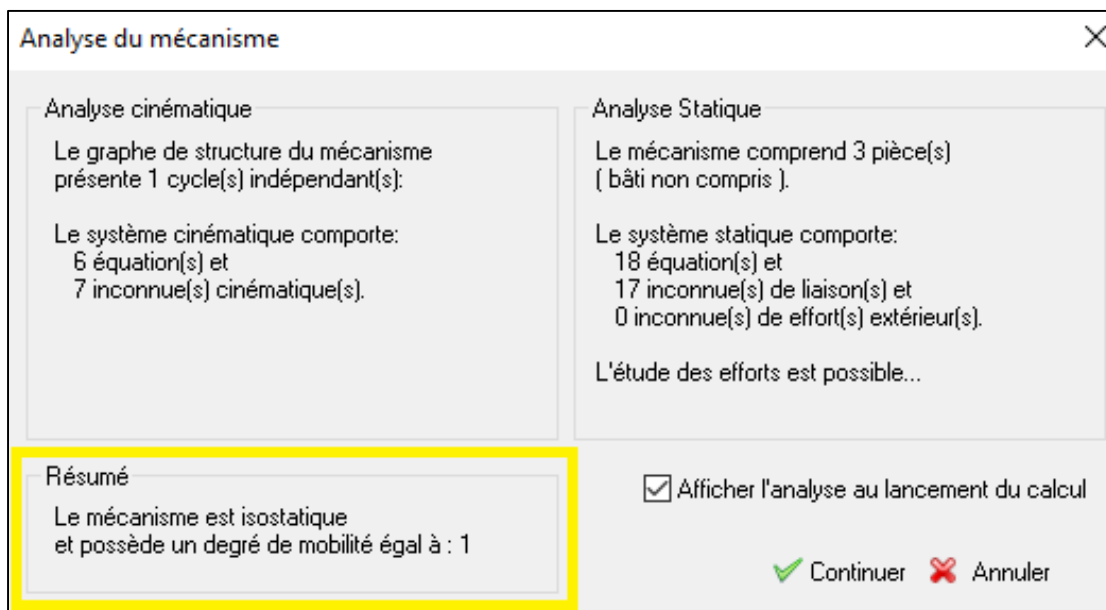 Analyse du mécanisme
Analyse cinématique
Le graphe de structure du mécanisme
présente 1 cycle(s) indépendant(s):
Le système cinématique comporte:
6 équation(s) et
7 inconnue(s) cinématique(s).
Analyse Statique
Le mécanisme comprend 3 pièce(s)
( bâti non compris ).
Le système statique comporte:
18 équation(s) et
17 inconnue(s) de liaison(s) et
0 inconnue(s) de effort(s) extérieur(s).
L'étude des efforts est possible...
Résumé
Le mécanisme est isostatique
et possède un degré de mobilité égal à : 1
Afficher l'analyse au lancement du calcul
Continuer Annuler